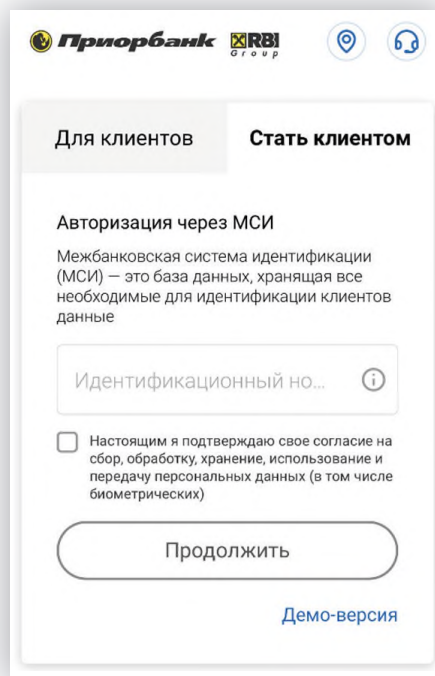 Приорбанк RBI
Group
Для клиентов Стать клиентом
Авторизация через МСИ
Межбанковская система идентификации
(МСИ) — это база данных, хранящая все
необходимые для идентификации клиентов
данные
Идентификационный но...
Настоящим я подтверждаю свое согласие на
сбор, обработку, хранение, использование и
передачу персональных данных (в том числе
биометрических)
Продолжить
Демо-версия